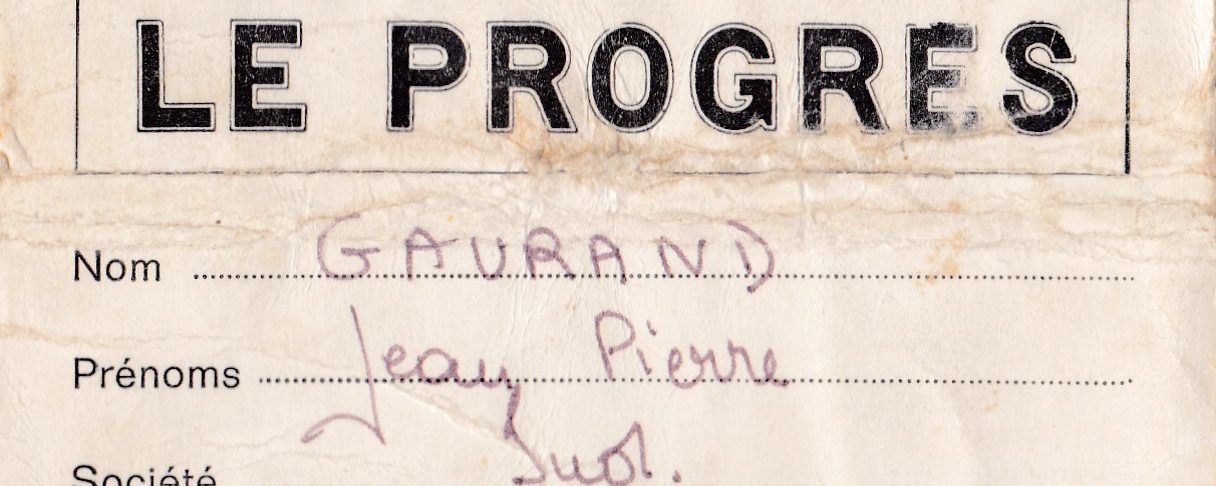 LE PROGRES
Nom GAURAND
Prénoms Jean Pierre
Société